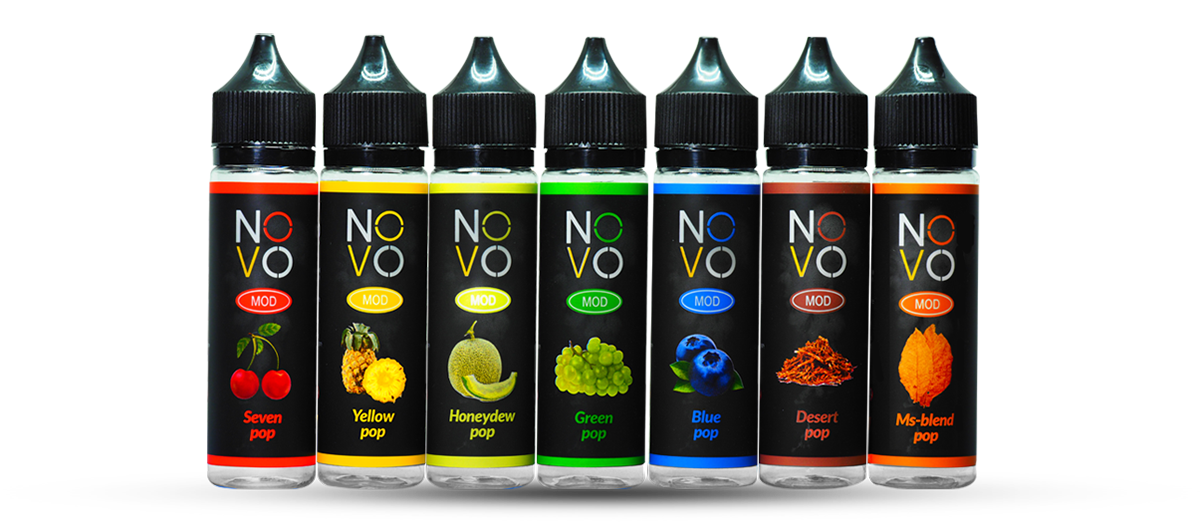 NO
VO
MOD
Seven
pop
NO
VO
MOD
Yellow
pop
NO
VO
MOD
Honeydew
pop
NO
VO
MOD
Green
pop
NO
VO
MOD
Blue
pop
NO
VO
MOD
Desert
pop
NO
VO
MOD
Ms-blend
pop